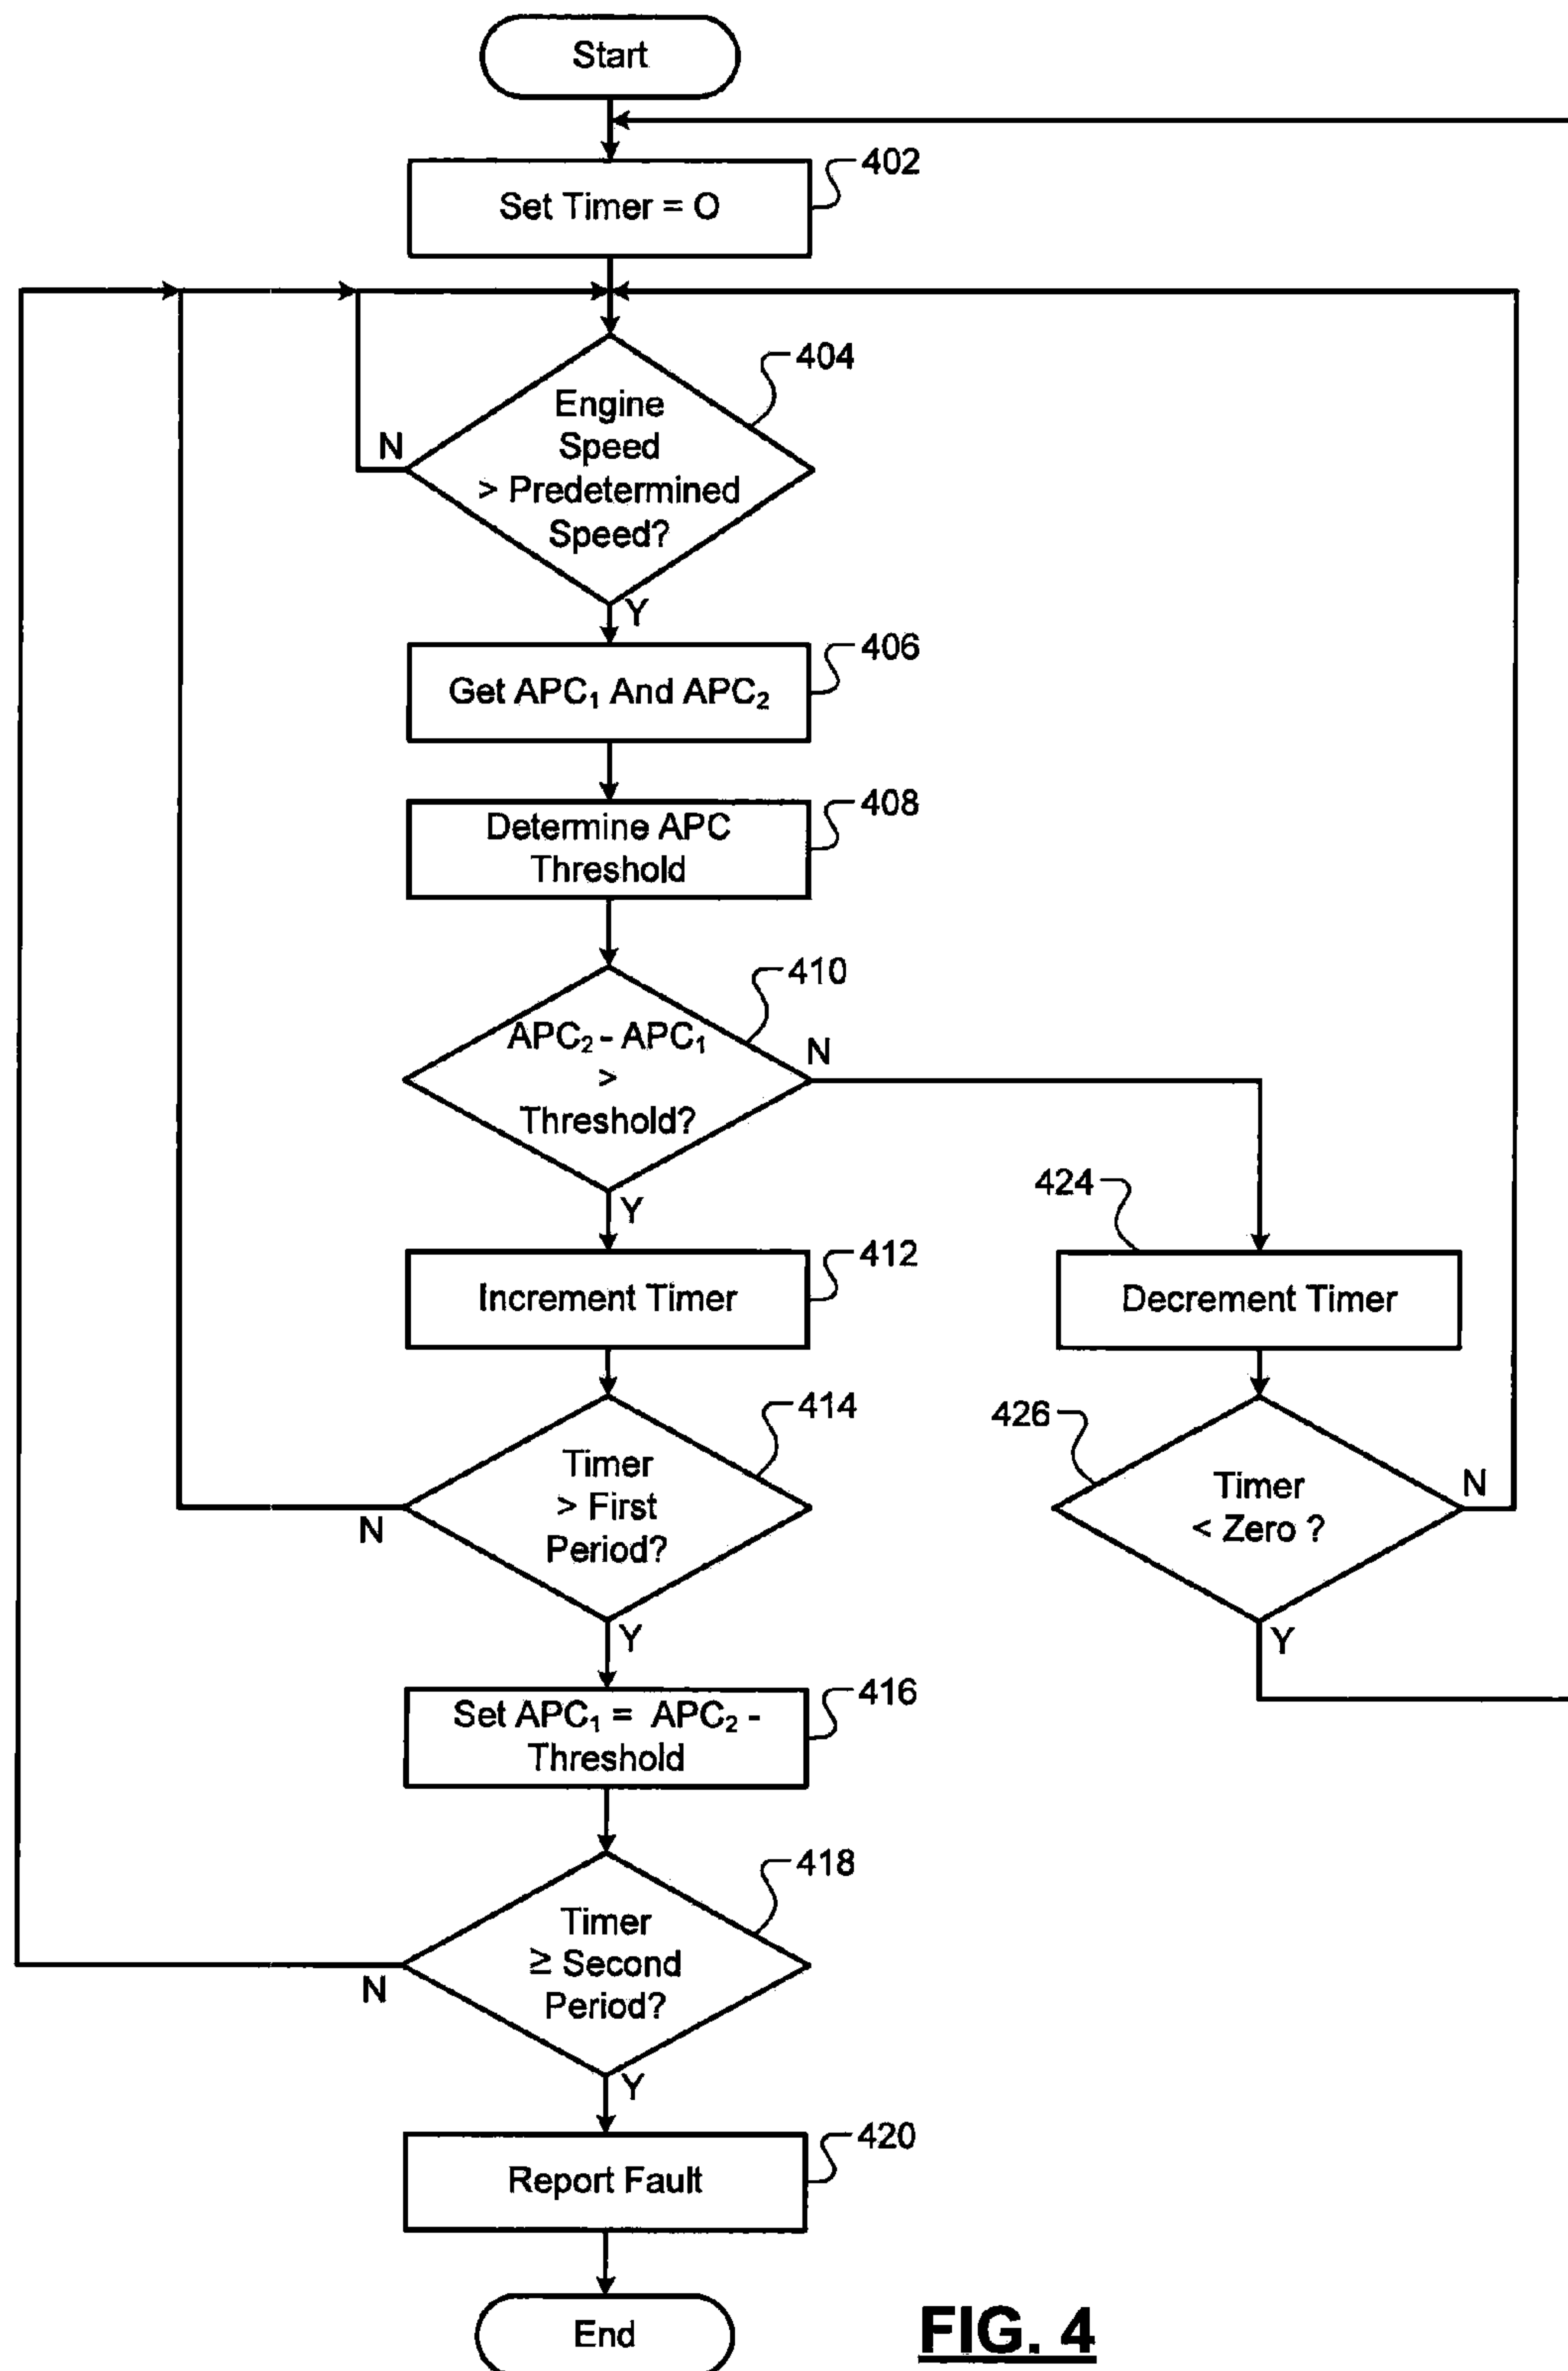 Start
402
Set Timer = O
404
Engine
Speed
> Predetermined
Speed?
N
Y
406
Get APC₁ And APC₂
408
Determine APC
Threshold
410
APC₂ - APC₁
>
Threshold?
N
Y
412
Increment Timer
424
Decrement Timer
414
Timer
> First
Period?
N
Y
426
Timer
< Zero ?
N
Y
416
Set APC₁ = APC₂ -
Threshold
418
Timer
≥ Second
Period?
N
Y
420
Report Fault
End
FIG. 4